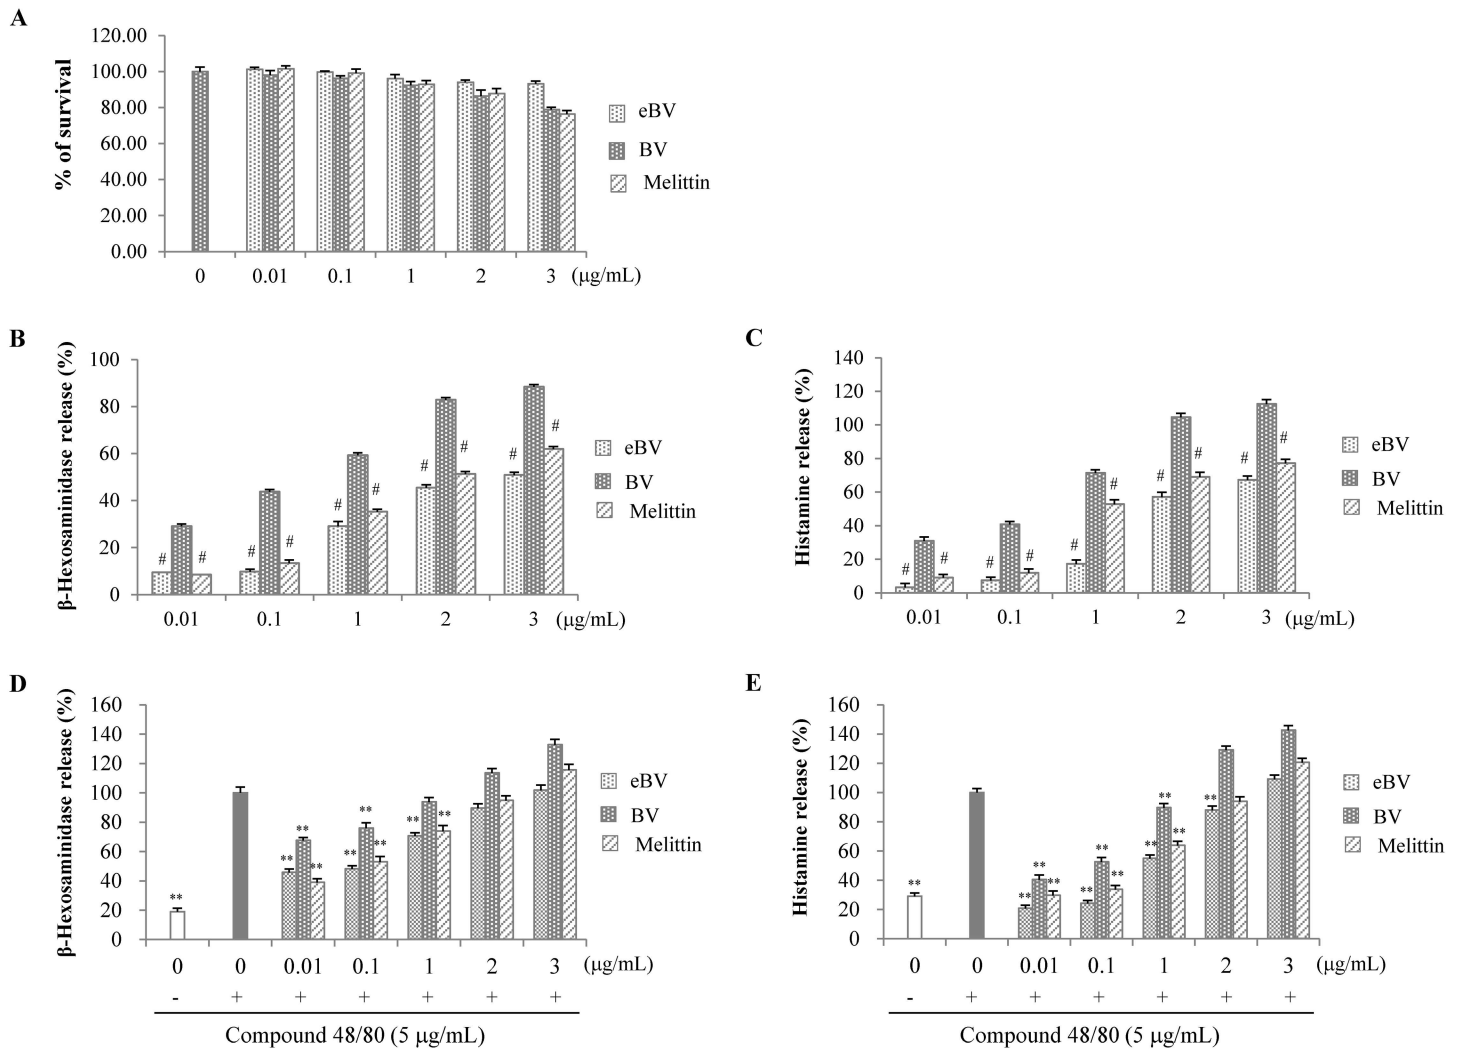 A
% of survival
120.00
100.00
80.00
60.00
40.00
20.00
0.00
0 0.01 0.1 1 2 3 (μg/mL)
eBV
BV
Melittin
B
β-Hexosaminidase release (%)
100
80
60
40
20
0
# # # # # # # # # #
0.01 0.1 1 2 3 (μg/mL)
eBV
BV
Melittin
C
Histamine release (%)
140
120
100
80
60
40
20
0
# # # # # # # # # #
0.01 0.1 1 2 3 (μg/mL)
eBV
BV
Melittin
D
β-Hexosaminidase release (%)
160
140
120
100
80
60
40
20
0
** ** ** ** ** ** ** ** **
0 0 0.01 0.1 1 2 3 (μg/mL)
- + + + + + +
Compound 48/80 (5 μg/mL)
eBV
BV
Melittin
E
Histamine release (%)
160
140
120
100
80
60
40
20
0
** ** ** ** ** ** ** ** ** ** **
0 0 0.01 0.1 1 2 3 (μg/mL)
- + + + + + +
Compound 48/80 (5 μg/mL)
eBV
BV
Melittin